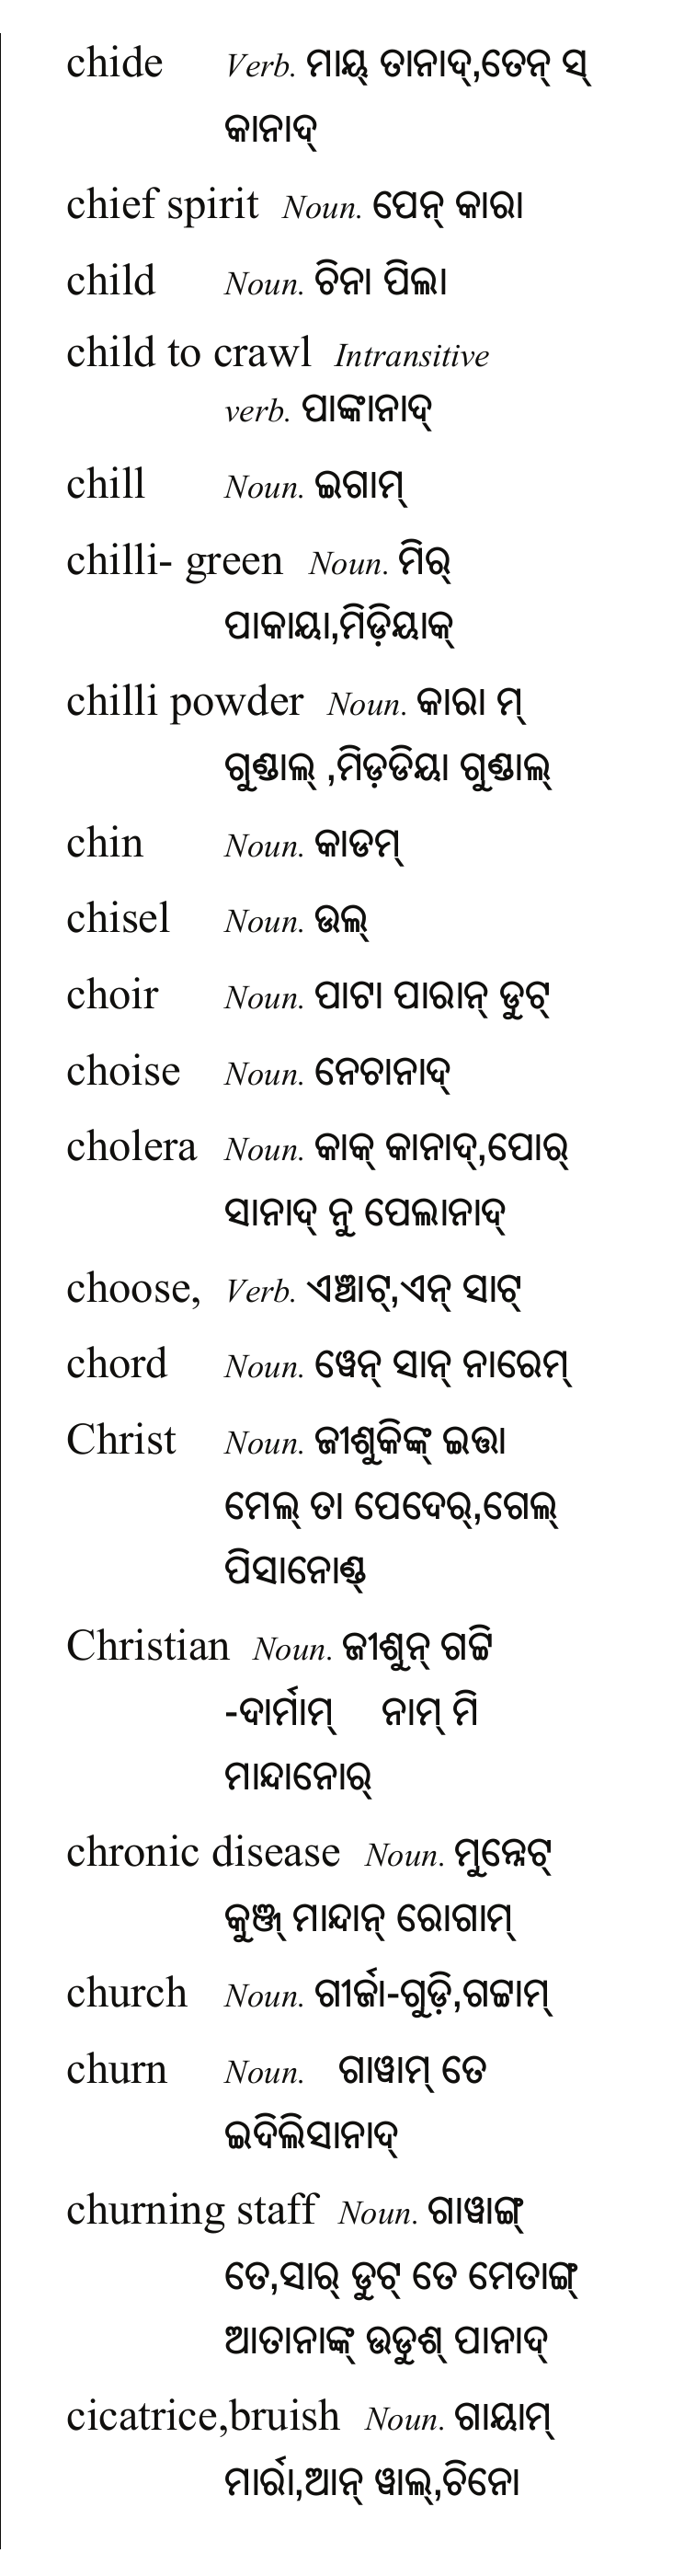 chide Verb. ମାୟ୍ ତାନାଦ୍,ତେନ୍ ସ୍
କାନାଦ୍
chief spirit Noun. ପେନ୍ କାରା
child Noun. ଚିନା ପିଲା
child to crawl Intransitive
verb. ପାଙ୍କାନାଦ୍
chill Noun. ଇଗାମ୍
chilli- green Noun. ମିର୍
ପାକାୟା,ମିଡ଼ିୟାକ୍
chilli powder Noun. କାରା ମ୍
ଗୁଣ୍ଡାଲ୍ ,ମିଡ଼ଡିୟା ଗୁଣ୍ଡାଲ୍
chin Noun. କାଡମ୍
chisel Noun. ଉଲ୍
choir Noun. ପାଟା ପାରାନ୍ ଡୁଟ୍
choise Noun. ନେଚାନାଦ୍
cholera Noun. କାକ୍ କାନାଦ୍,ପୋର୍
ସାନାଦ୍ ନୁ ପେଲାନାଦ୍
choose, Verb. ଏଞ୍ଚାଟ୍,ଏନ୍ ସାଟ୍
chord Noun. ୱେନ୍ ସାନ୍ ନାରେମ୍
Christ Noun. ଜୀଶୁକିଙ୍କ୍ ଇତ୍ତା
ମେଲ୍ ତା ପେଦେର୍,ଗେଲ୍
ପିସାନୋଣ୍ଡ୍
Christian Noun. ଜୀଶୁନ୍ ଗଟ୍ଟି
-ଦାର୍ମାମ୍ ନାମ୍ ମି
ମାନ୍ଦାନୋର୍
chronic disease Noun. ମୁନ୍ନେଟ୍
କୁଞ୍ଜ୍ ମାନ୍ଦାନ୍ ରୋଗାମ୍
church Noun. ଗୀର୍ଜା-ଗୁଡ଼ି,ଗଟ୍ଟାମ୍
churn Noun. ଗାୱାମ୍ ତେ
ଇଦିଲିସାନାଦ୍
churning staff Noun. ଗାୱାଙ୍ଗ୍
ତେ,ସାର୍ ଡୁଟ୍ ତେ ମେତାଙ୍ଗ୍
ଆତାନାଙ୍କ୍ ଉଡୁଶ୍ ପାନାଦ୍
cicatrice,bruish Noun. ଗାୟାମ୍
ମାର୍ରା,ଆନ୍ ୱାଲ୍,ଚିନୋ